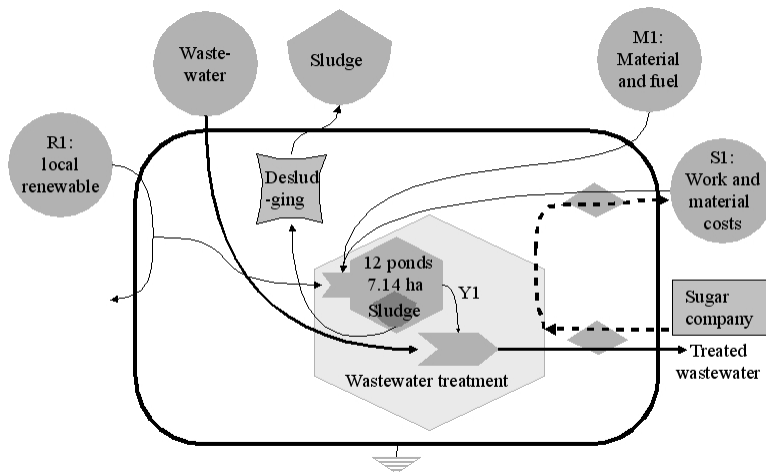 Waste-
water
Sludge
M1:
Material
and fuel
R1:
local
renewable
Deslud
-ging
S1:
Work and
material
costs
12 ponds
7.14 ha
Sludge
Y1
Sugar
company
Treated
wastewater
Wastewater treatment